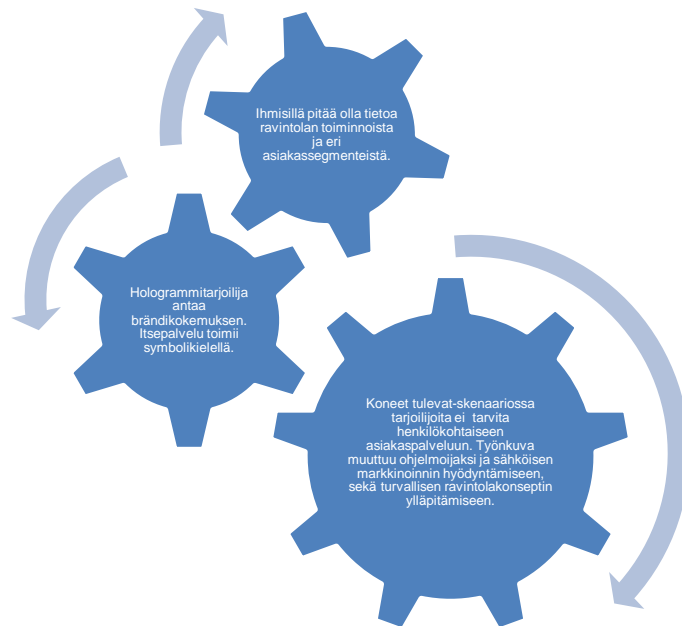 Ihmisillä pitää olla tietoa
ravintolan toiminnoista
ja eri
asiakassegmenteistä.
Hologrammitarjoilija
antaa
brändikokemuksen.
Itsepalvelu toimii
symbolikielellä.
Koneet tulevat-skenaariossa
tarjoilijoita ei tarvita
henkilökohtaiseen
asiakaspalveluun. Työnkuva
muuttuu ohjelmoijaksi ja sähköisen
markkinoinnin hyödyntämiseen,
sekä turvallisen ravintolakonseptin
ylläpitämiseen.